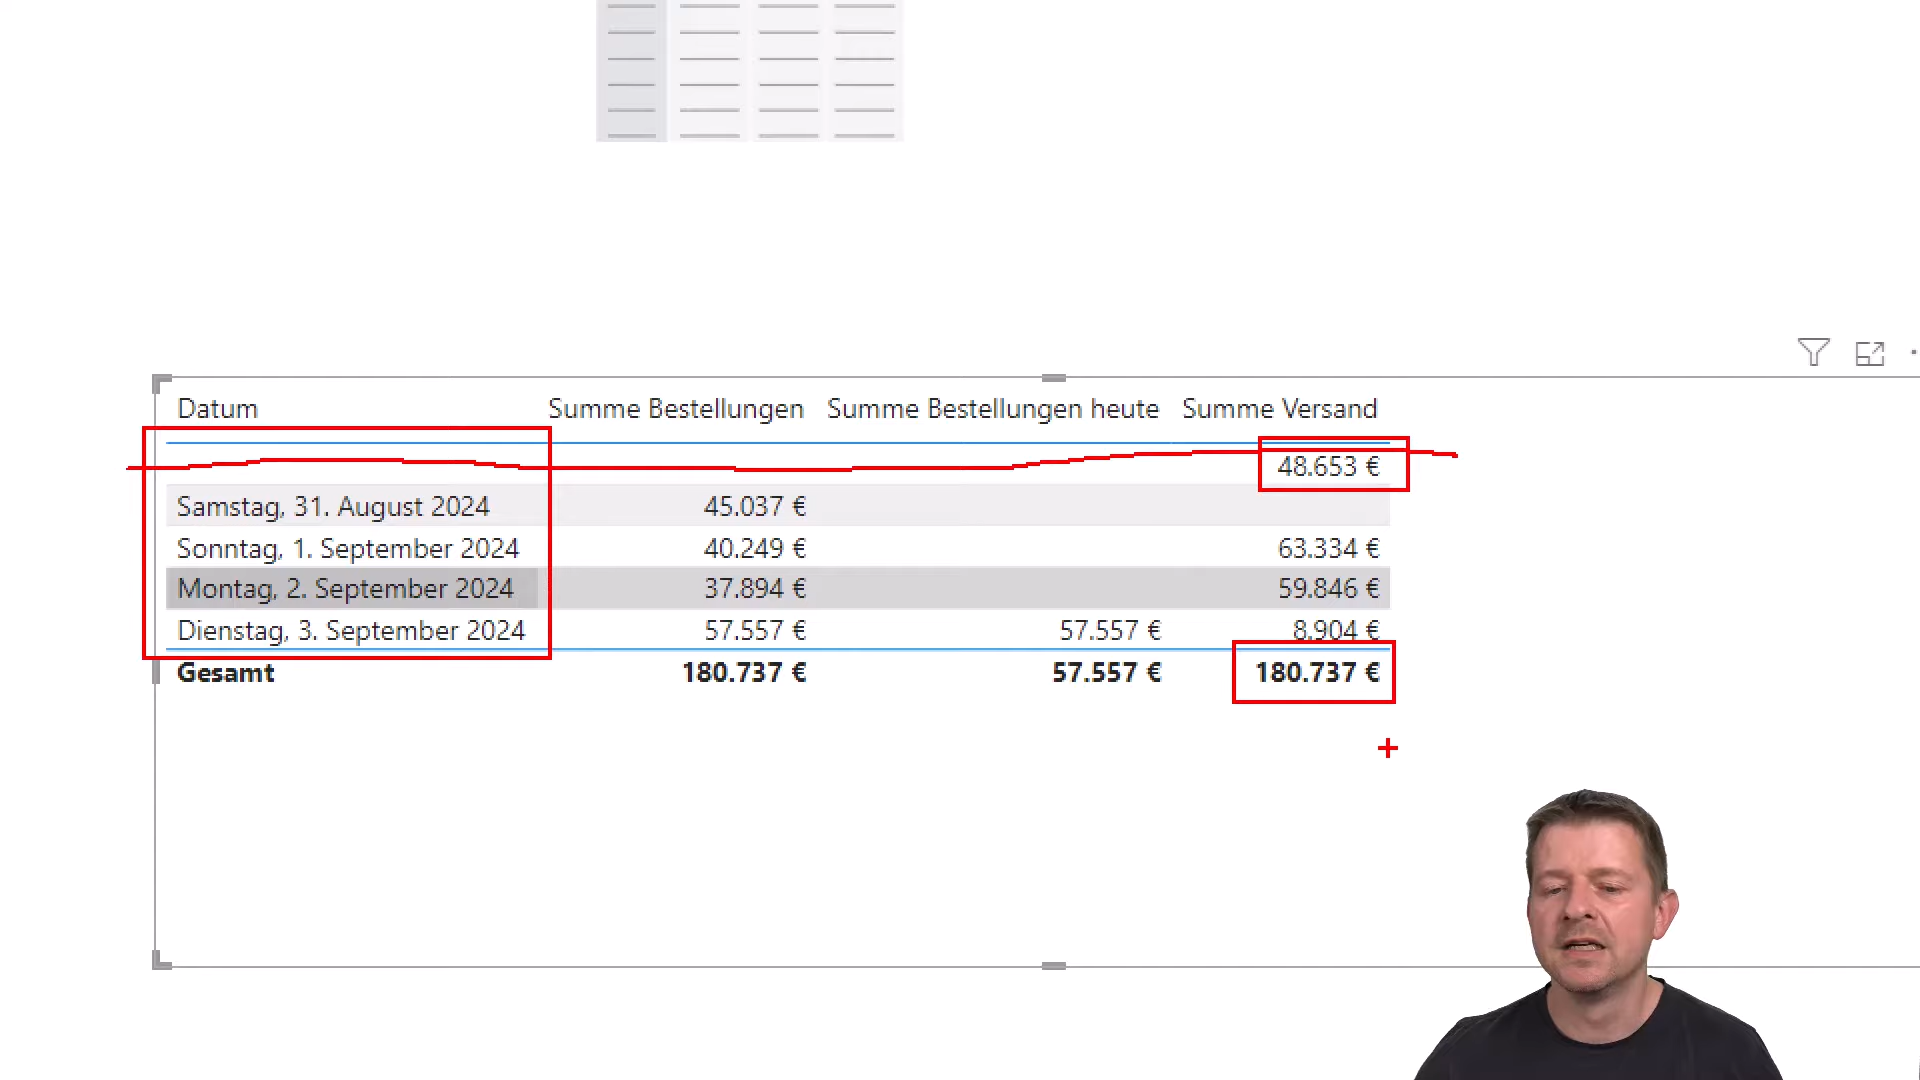 Datum Summe Bestellungen Summe Bestellungen heute Summe Versand
48.653 €
Samstag, 31. August 2024 45.037 €
Sonntag, 1. September 2024 40.249 € 63.334 €
Montag, 2. September 2024 37.894 € 59.846 €
Dienstag, 3. September 2024 57.557 € 57.557 € 8.904 €
Gesamt 180.737 € 57.557 € 180.737 €